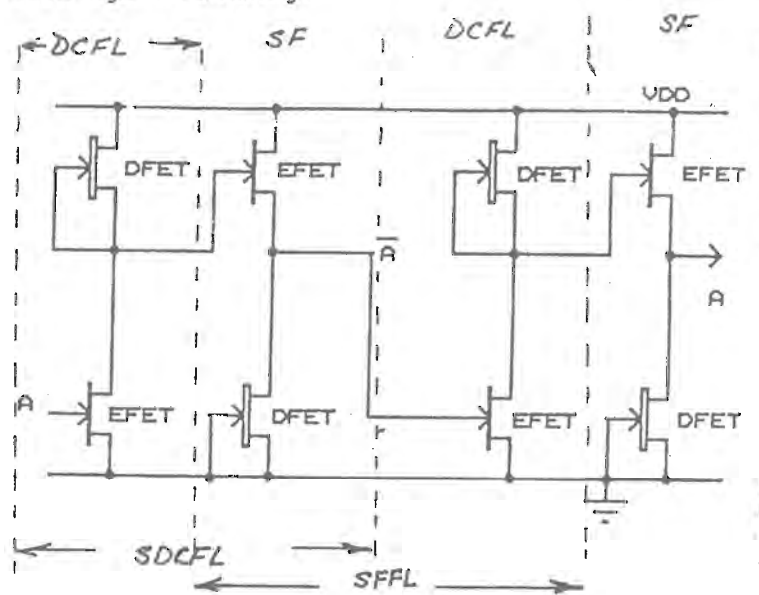 DCFL SF DCFL SF
VDD
DFET EFET DFET EFET
A̅
A
A EFET DFET EFET DFET
SDCFL
SFFL